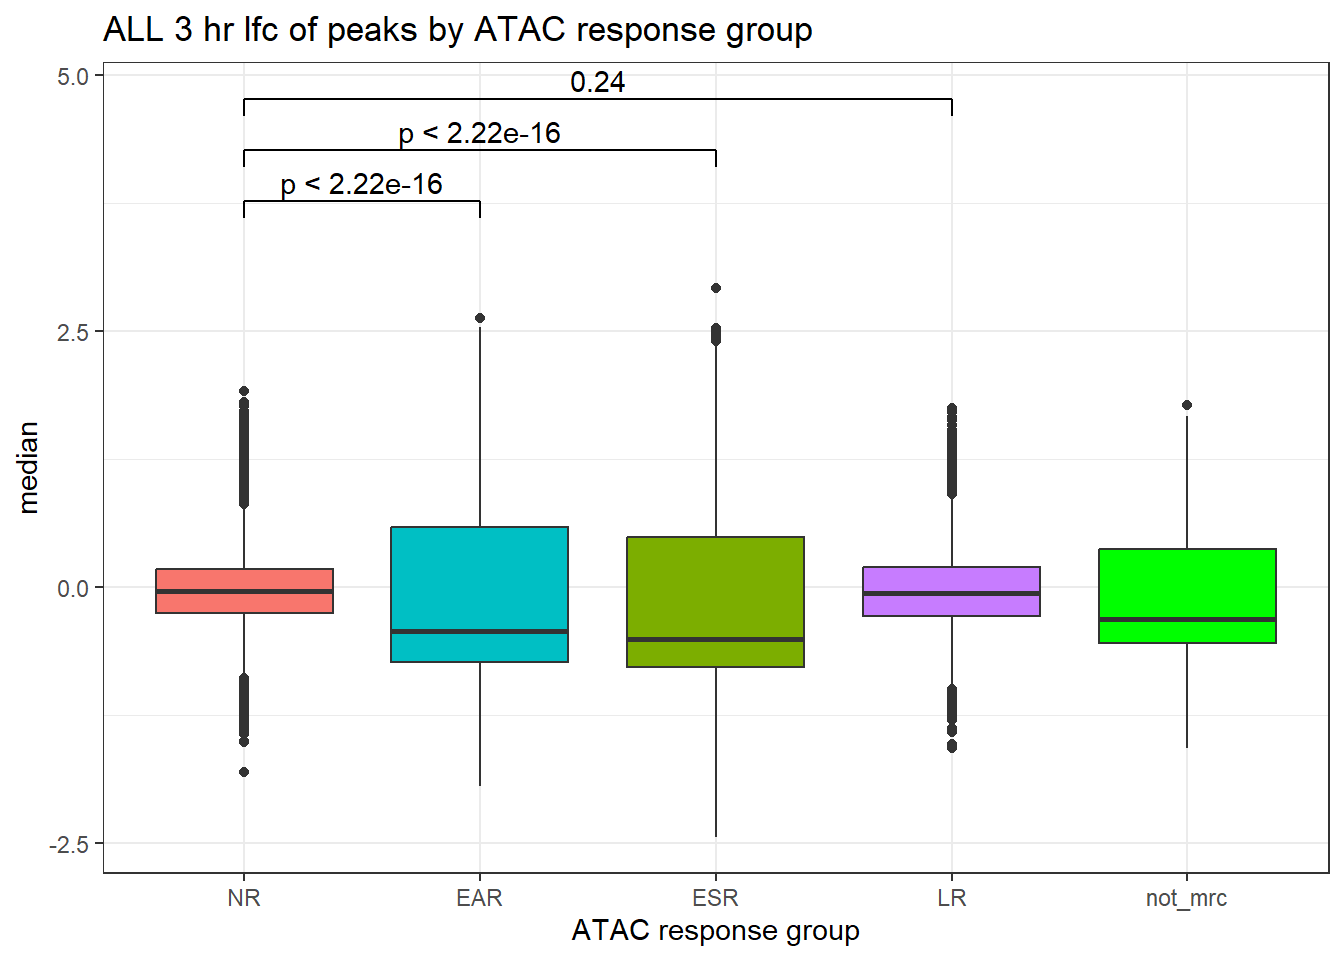 ALL 3 hr lfc of peaks by ATAC response group
5.0
0.24
p < 2.22e-16
p < 2.22e-16
2.5
median
0.0
-2.5
NR EAR ESR LR not_mrc
ATAC response group